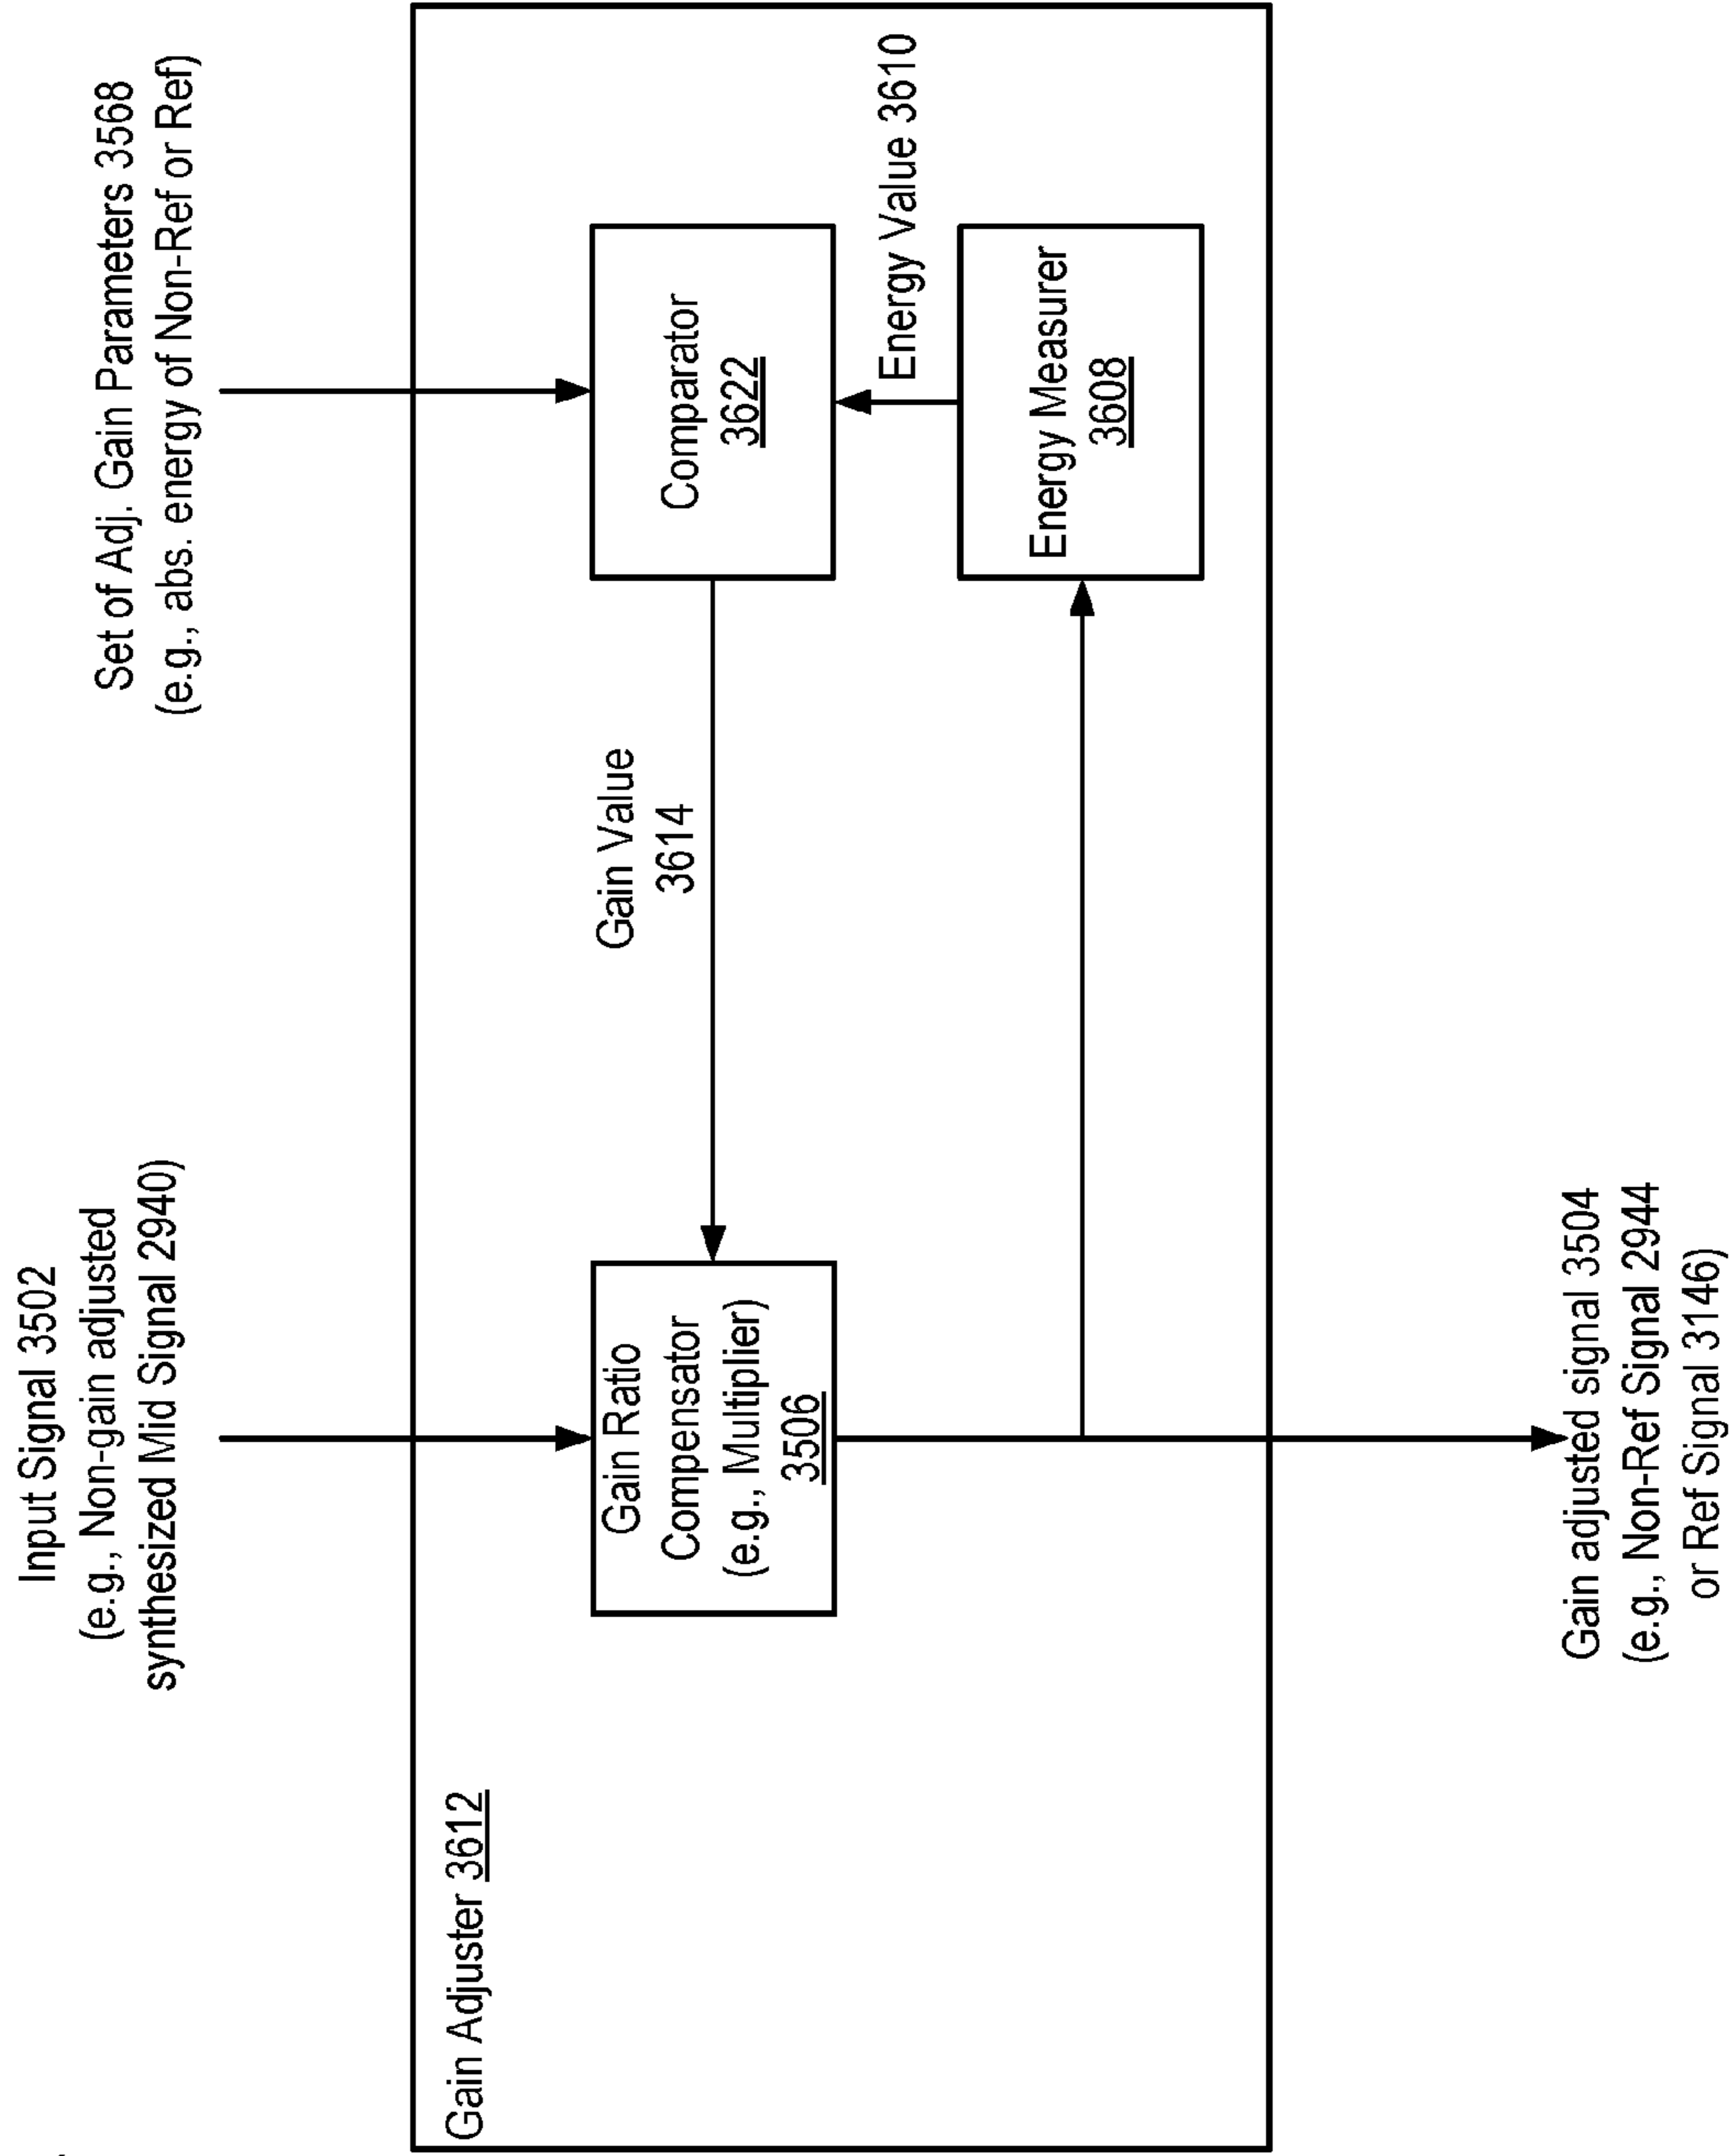 Input Signal 3502
(e.g., Non-gain adjusted
synthesized Mid Signal 2940)
Set of Adj. Gain Parameters 3568
(e.g., abs. energy of Non-Ref or Ref)
Gain Adjuster 3612
Gain Ratio
Compensator
(e.g., Multiplier)
3506
Gain Value
3614
Comparator
3622
Energy Value 3610
Energy Measurer
3608
Gain adjusted signal 3504
(e.g., Non-Ref Signal 2944
or Ref Signal 3146)